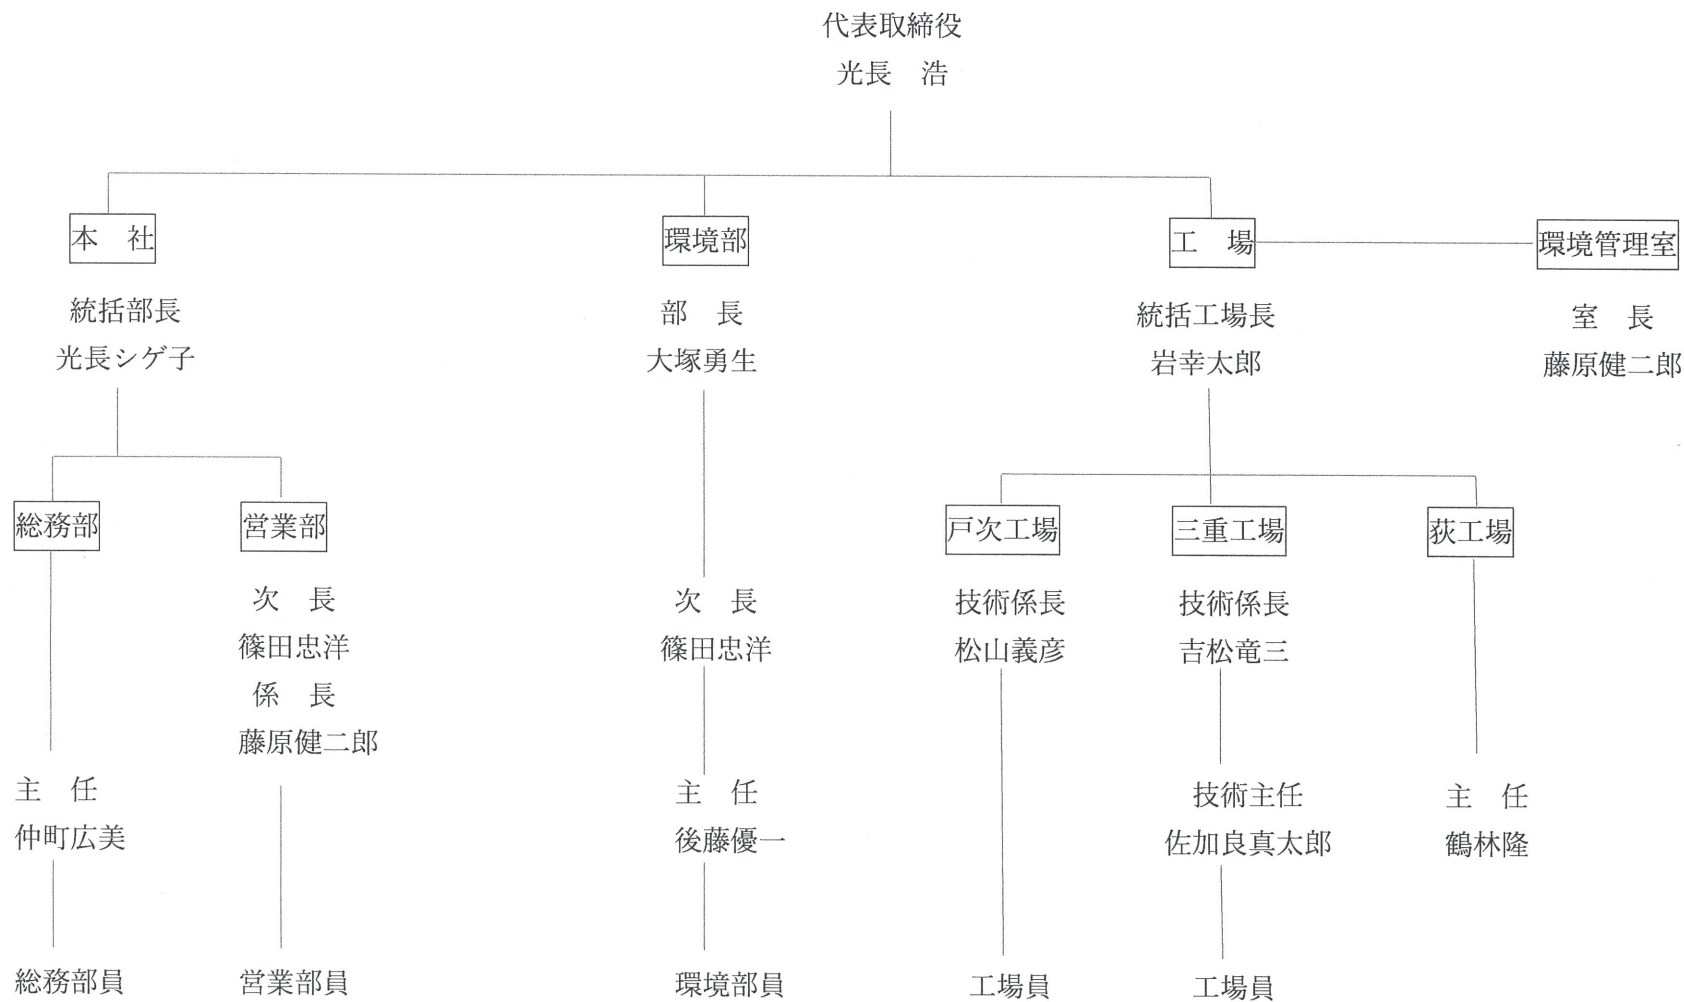 代表取締役
光長　浩
本　社
環境部
工　場
環境管理室
統括部長
光長シゲ子
部　長
大塚勇生
統括工場長
岩幸太郎
室　長
藤原健二郎
総務部
営業部
戸次工場
三重工場
荻工場
次　長
篠田忠洋
係　長
藤原健二郎
次　長
篠田忠洋
技術係長
松山義彦
技術係長
吉松竜三
主　任
仲町広美
主　任
後藤優一
技術主任
佐加良真太郎
主　任
鶴林隆
総務部員
営業部員
環境部員
工場員
工場員